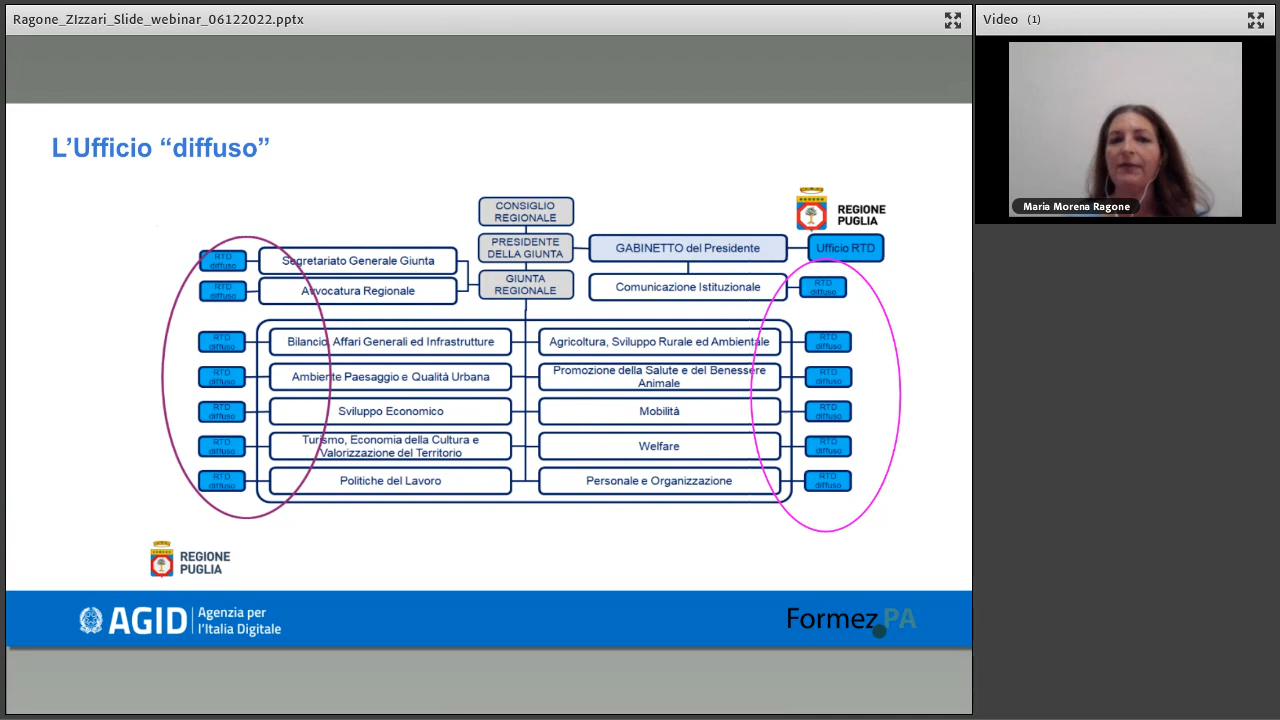 Ragone_ZIzzari_Slide_webinar_06122022.pptx
Video (1)
Maria Morena Ragone
L’Ufficio “diffuso”
CONSIGLIO
REGIONALE
REGIONE
PUGLIA
PRESIDENTE
DELLA GIUNTA
GABINETTO del Presidente
Ufficio RTD
RTD
diffuso
Segretariato Generale Giunta
GIUNTA
REGIONALE
RTD
diffuso
Avvocatura Regionale
Comunicazione Istituzionale
RTD
diffuso
RTD
diffuso
Bilancio, Affari Generali ed Infrastrutture
Agricoltura, Sviluppo Rurale ed Ambientale
RTD
diffuso
RTD
diffuso
Ambiente Paesaggio e Qualità Urbana
Promozione della Salute e del Benessere
Animale
RTD
diffuso
RTD
diffuso
Sviluppo Economico
Mobilità
RTD
diffuso
RTD
diffuso
Turismo, Economia della Cultura e
Valorizzazione del Territorio
Welfare
RTD
diffuso
RTD
diffuso
Politiche del Lavoro
Personale e Organizzazione
RTD
diffuso
REGIONE
PUGLIA
AGID
Agenzia per
l’Italia Digitale
Formez PA